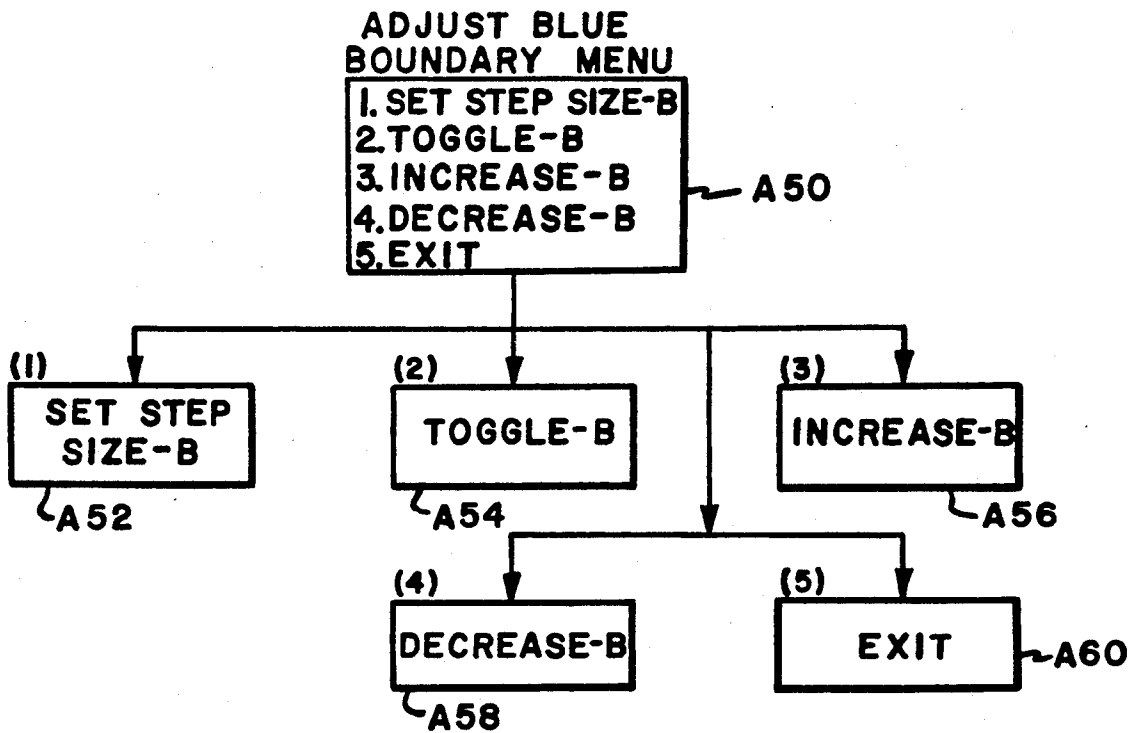 ADJUST BLUE
BOUNDARY MENU
1. SET STEP SIZE-B
2. TOGGLE-B
3. INCREASE-B
4. DECREASE-B
5. EXIT
A50
(1)
SET STEP
SIZE-B
A52
(2)
TOGGLE-B
A54
(3)
INCREASE-B
A56
(4)
DECREASE-B
A58
(5)
EXIT
A60